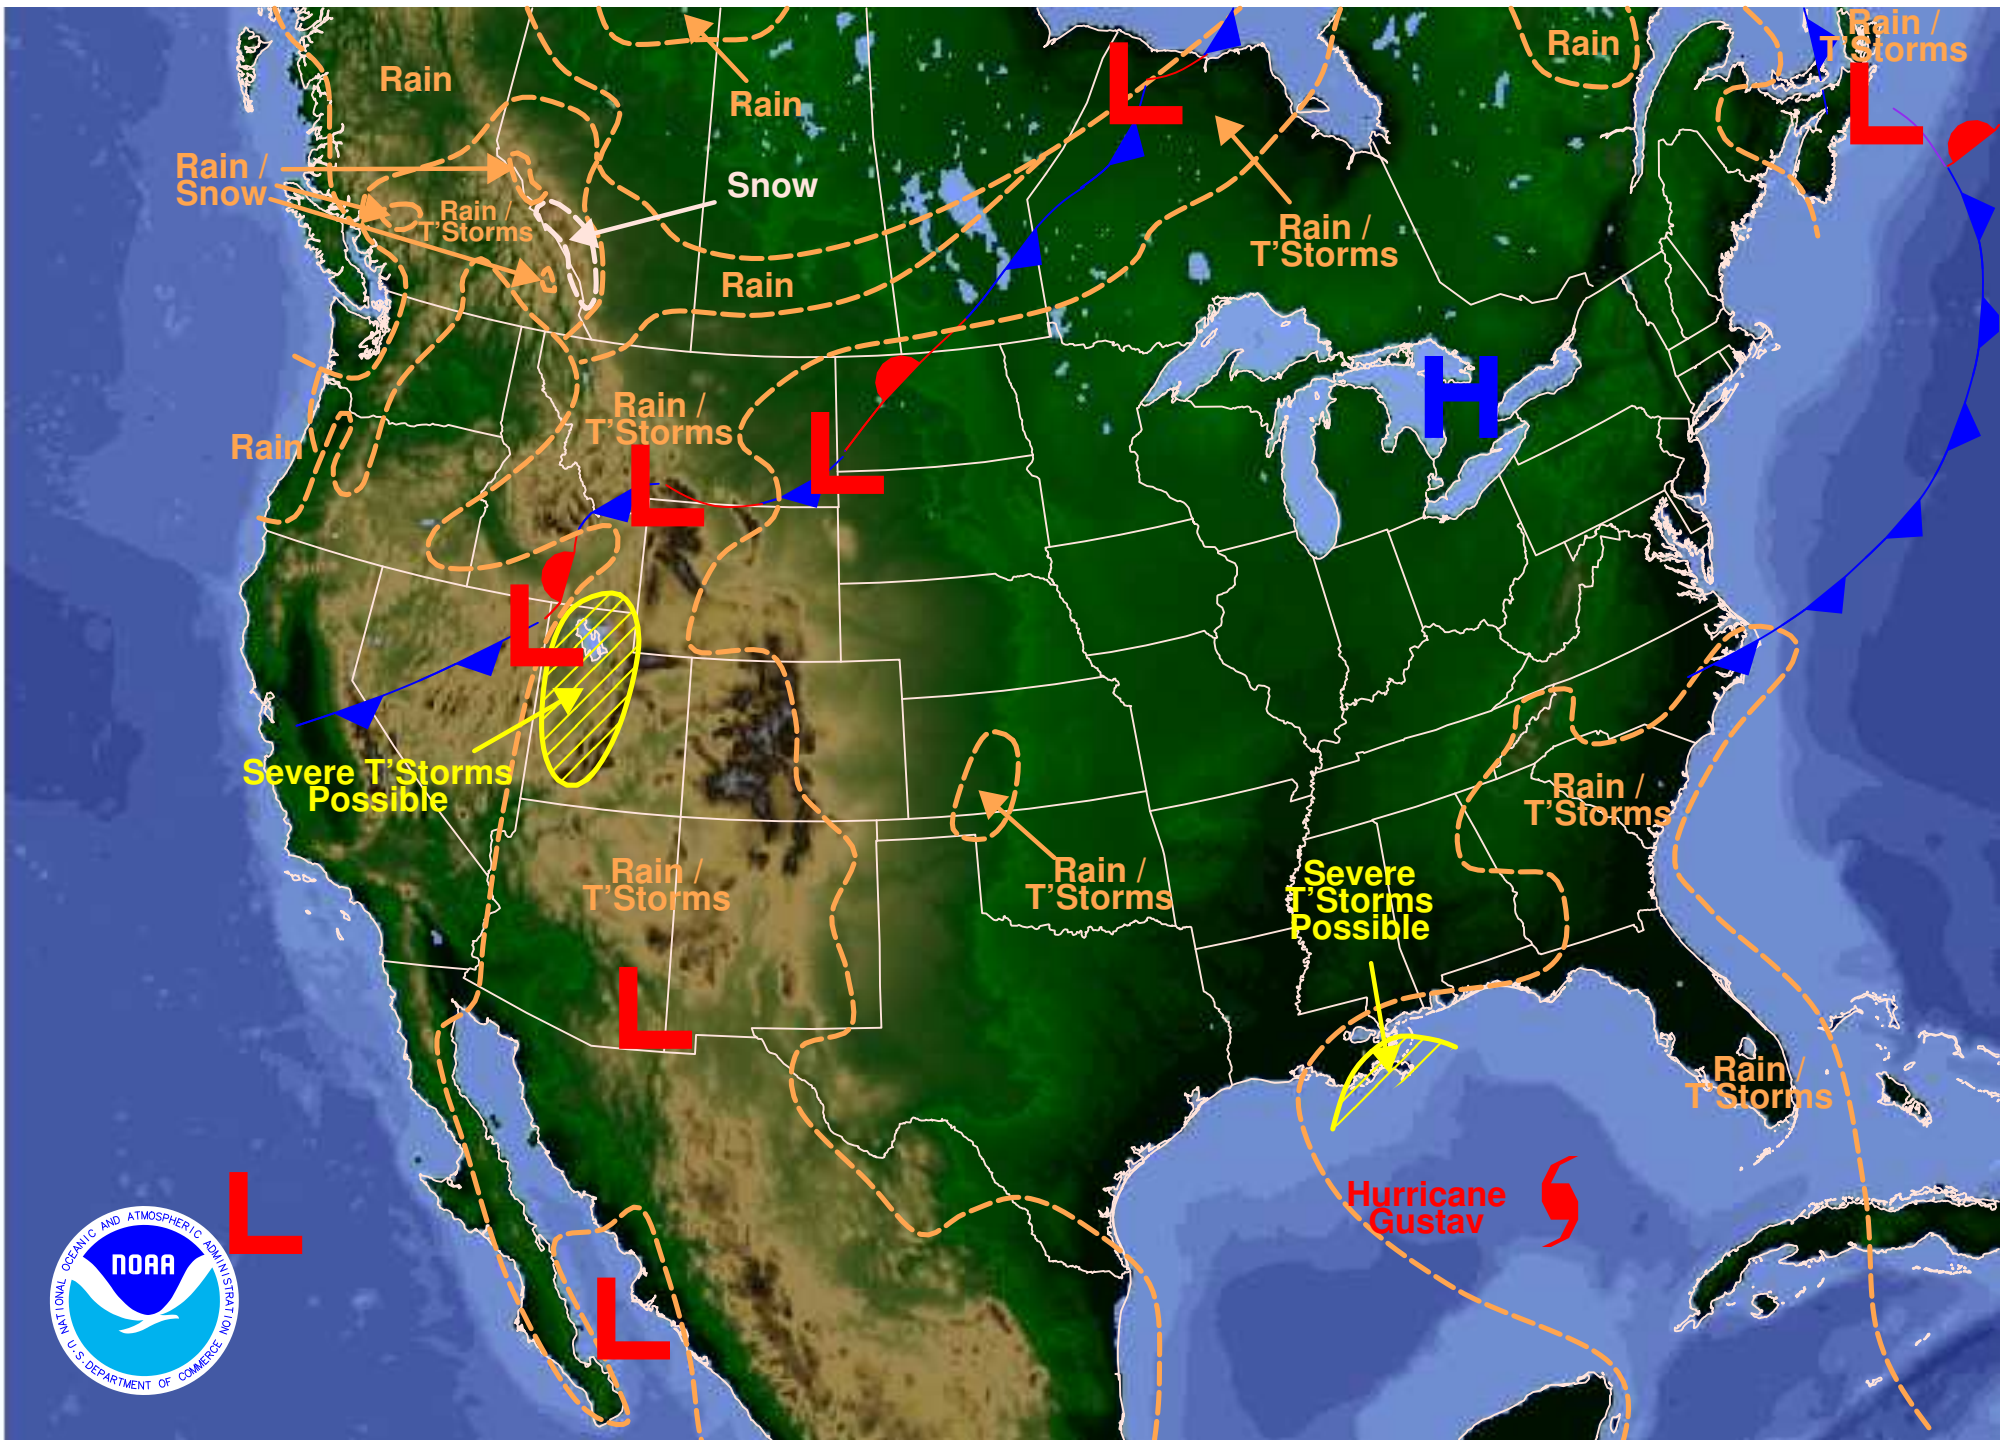 Rain /
T'Storms
Rain
Rain
Rain
L
L
Rain /
Snow
Snow
Rain /
T'Storms
Rain /
T'Storms
Rain
H
Rain /
T'Storms
L
Rain
L
L
Severe T'Storms
Possible
Rain /
T'Storms
Rain /
T'Storms
Rain /
T'Storms
Severe
T'Storms
Possible
L
Rain /
T'Storms
Hurricane
Gustav
L
L
NATIONAL OCEANIC AND ATMOSPHERIC ADMINISTRATION
NOAA
U.S. DEPARTMENT OF COMMERCE